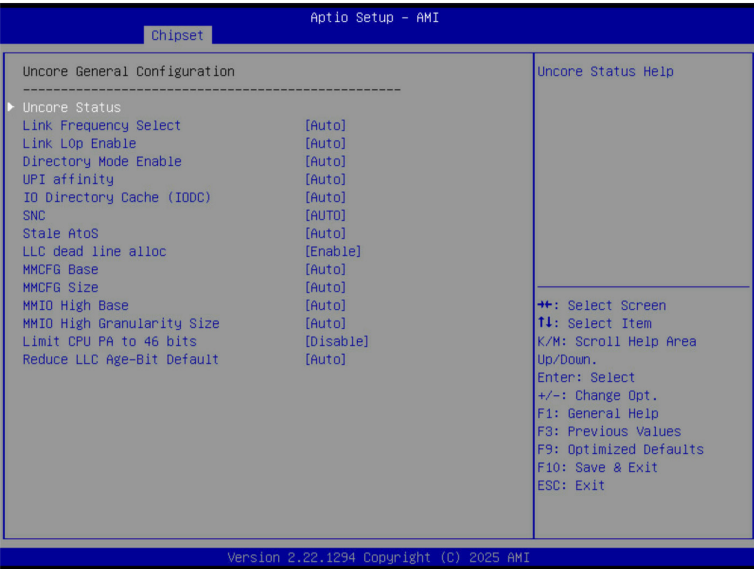 Aptio Setup – AMI
Chipset
Uncore General Configuration
--------------------------------------------------
Uncore Status
Link Frequency Select [Auto]
Link L0p Enable [Auto]
Directory Mode Enable [Auto]
UPI affinity [Auto]
IO Directory Cache (IODC) [Auto]
SNC [AUTO]
Stale AtoS [Auto]
LLC dead line alloc [Enable]
MMCFG Base [Auto]
MMCFG Size [Auto]
MMIO High Base [Auto]
MMIO High Granularity Size [Auto]
Limit CPU PA to 46 bits [Disable]
Reduce LLC Age-Bit Default [Auto]
Uncore Status Help
→←: Select Screen
↑↓: Select Item
K/M: Scroll Help Area
Up/Down.
Enter: Select
+/-: Change Opt.
F1: General Help
F3: Previous Values
F9: Optimized Defaults
F10: Save & Exit
ESC: Exit
Version 2.22.1294 Copyright (C) 2025 AMI